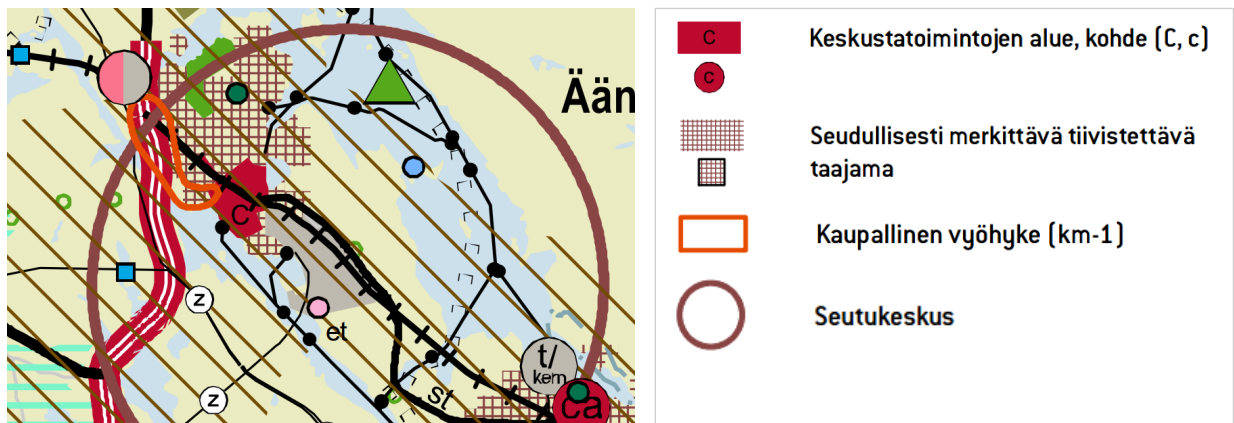 Ään
C
et
z
z
t/
kem
st
ca
C
Keskustatoimintojen alue, kohde (C, c)
c
Seudullisesti merkittävä tiivistettävä
taajama
Kaupallinen vyöhyke (km-1)
Seutukeskus